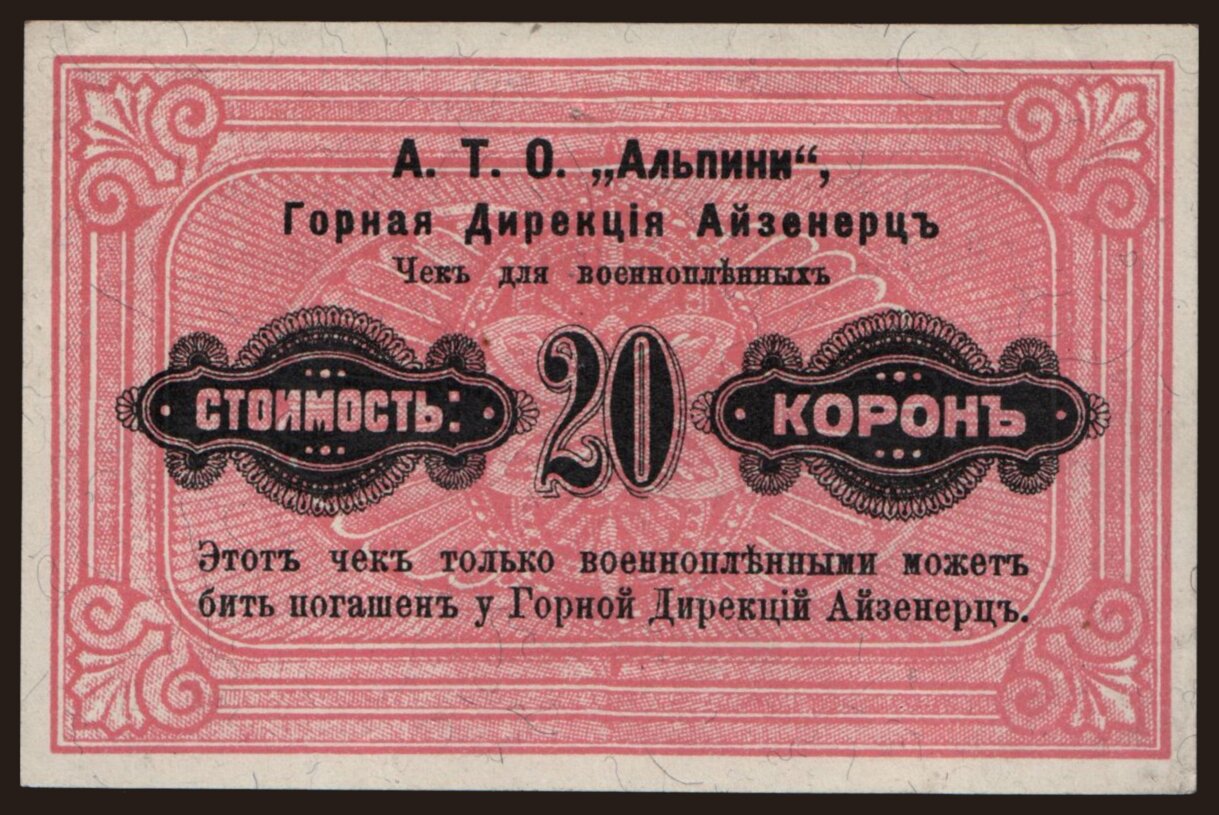 А. Т. О. „Альпини“,
Горная Дирекція Айзенерцъ
Чекъ для военноплѣнныхъ
СТОИМОСТЬ: 20 КОРОНЪ
Этотъ чекъ только военноплѣнными можетъ
бить погашенъ у Горной Дирекцій Айзенерцъ.